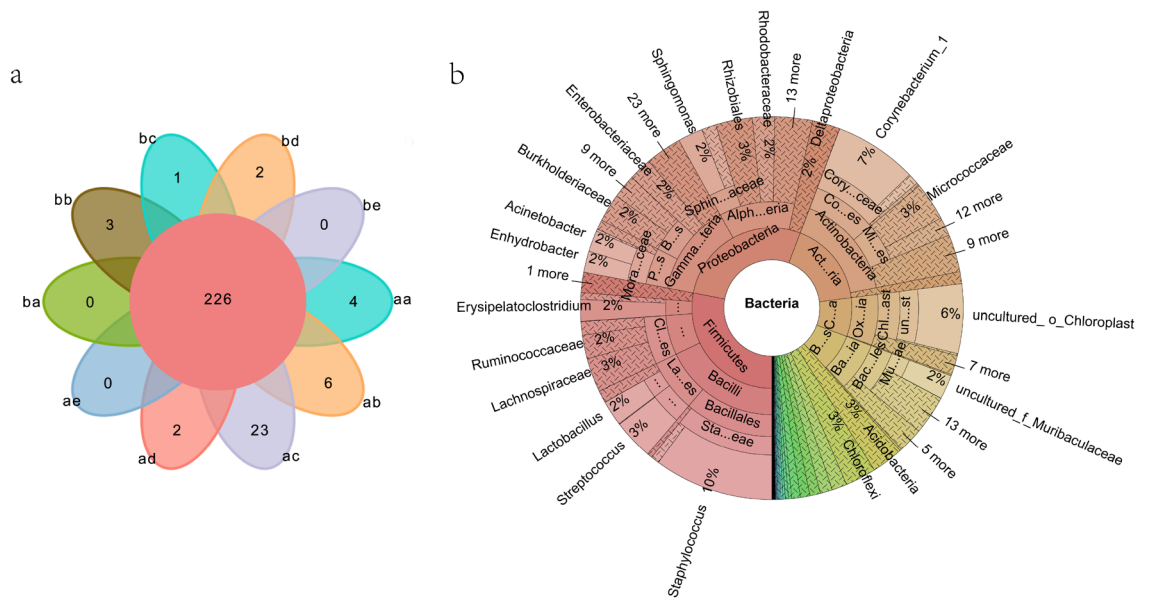 a
bc
bd
1
2
bb
be
3
0
ba
0
226
4
aa
0
6
ae
ab
2
23
ad
ac
b
Rhodobacteraceae
13 more
Deltaproteobacteria
Corynebacterium_1
Rhizobiales
Sphingomonas
23 more
Enterobacteriaceae
9 more
Burkholderiaceae
Acinetobacter
Enhydrobacter
1 more
Erysipelatoclostridium
Ruminococcaceae
Lachnospiraceae
Lactobacillus
Streptococcus
Staphylococcus
Micrococcaceae
12 more
9 more
uncultured_ o_Chloroplast
7 more
uncultured_f_Muribaculaceae
13 more
5 more
Acidobacteria
Chloroflexi
2%
3%
2%
2%
7%
3%
2%
2%
2%
2%
2%
2%
3%
2%
3%
10%
6%
2%
3%
3%
Sphin...aceae
Alph...eria
Proteobacteria
Gamma...teria
B...s
P...s
Mora...ceae
Cory...ceae
Co...es
Mi...es
Actinobacteria
Act...ria
Bacteria
C...a
Ox...ia
Chl...ast
un...st
B...s
Ba...ia
Bac...les
Mu...ae
Firmicutes
...
...
Cl...es
Bacilli
La...es
...
...
Bacillales
Sta...eae